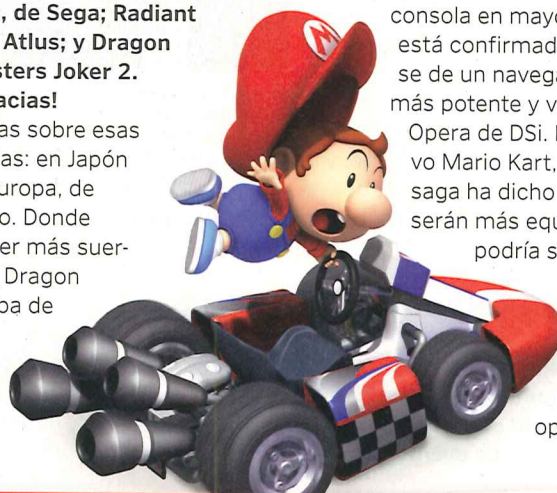 , de Sega; Radiant
Atlus; y Dragon
sters Joker 2.
acias!
as sobre esas
as: en Japón
uropa, de
o. Donde
er más suer-
Dragon
pa de
consola en mayo
está confirmad
se de un navega
más potente y v
Opera de DSi.
vo Mario Kart,
saga ha dicho
serán más equ
podría s
op
M